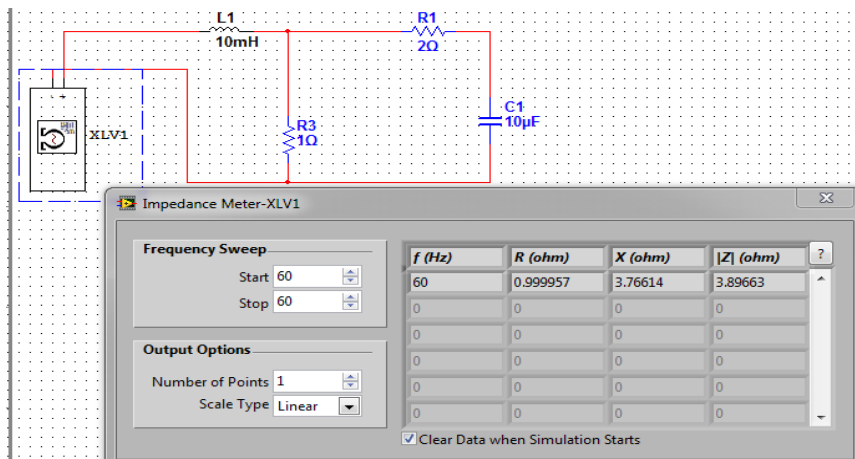 L1
10mH
R1
2Ω
R3
1Ω
C1
10µF
XLV1
Impedance Meter-XLV1
Frequency Sweep
Start 60
Stop 60
Output Options
Number of Points 1
Scale Type Linear
f (Hz) R (ohm) X (ohm) |Z| (ohm) ?
60 0.999957 3.76614 3.89663
0 0 0 0
0 0 0 0
0 0 0 0
0 0 0 0
0 0 0 0
Clear Data when Simulation Starts